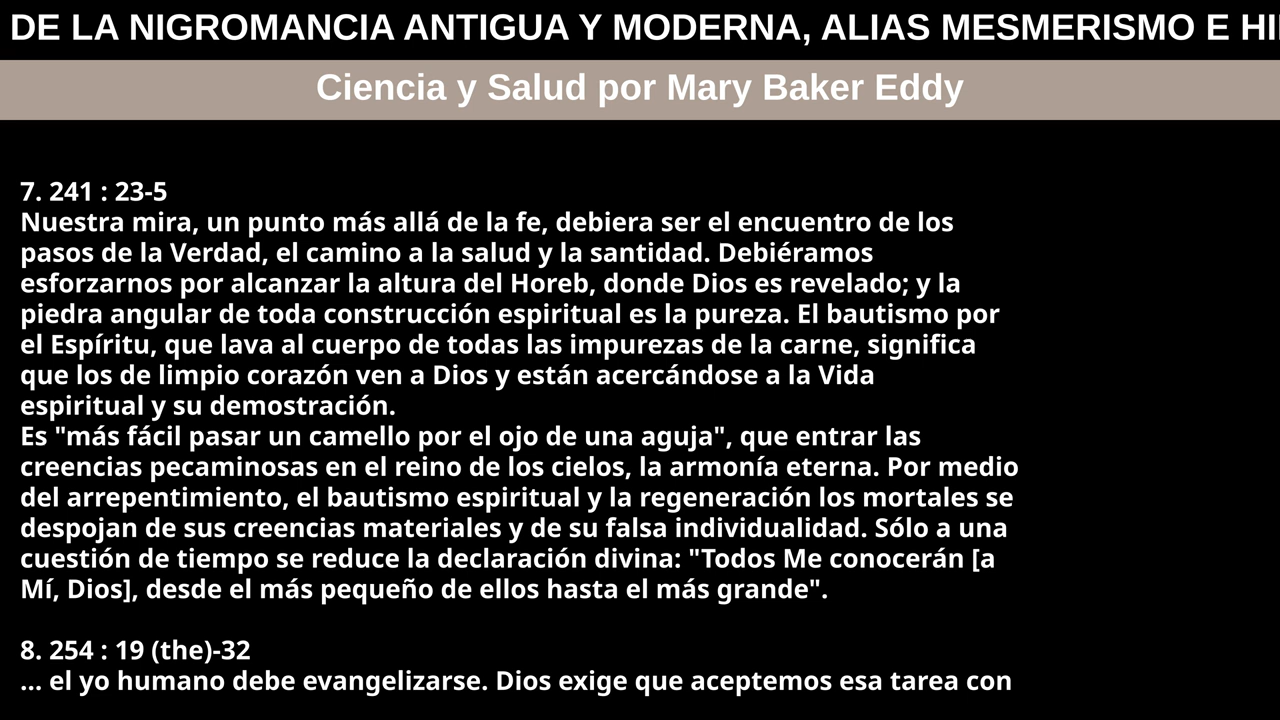 DE LA NIGROMANCIA ANTIGUA Y MODERNA, ALIAS MESMERISMO E
Ciencia y Salud por Mary Baker Eddy
7. 241 : 23-5
Nuestra mira, un punto más allá de la fe, debiera ser el encuentro de los
pasos de la Verdad, el camino a la salud y la santidad. Debiéramos
esforzarnos por alcanzar la altura del Horeb, donde Dios es revelado; y la
piedra angular de toda construcción espiritual es la pureza. El bautismo por
el Espíritu, que lava al cuerpo de todas las impurezas de la carne, significa
que los de limpio corazón ven a Dios y están acercándose a la Vida
espiritual y su demostración.
Es "más fácil pasar un camello por el ojo de una aguja", que entrar las
creencias pecaminosas en el reino de los cielos, la armonía eterna. Por medio
del arrepentimiento, el bautismo espiritual y la regeneración los mortales se
despojan de sus creencias materiales y de su falsa individualidad. Sólo a una
cuestión de tiempo se reduce la declaración divina: "Todos Me conocerán [a
Mí, Dios], desde el más pequeño de ellos hasta el más grande".
8. 254 : 19 (the)-32
... el yo humano debe evangelizarse. Dios exige que aceptemos esa tarea con